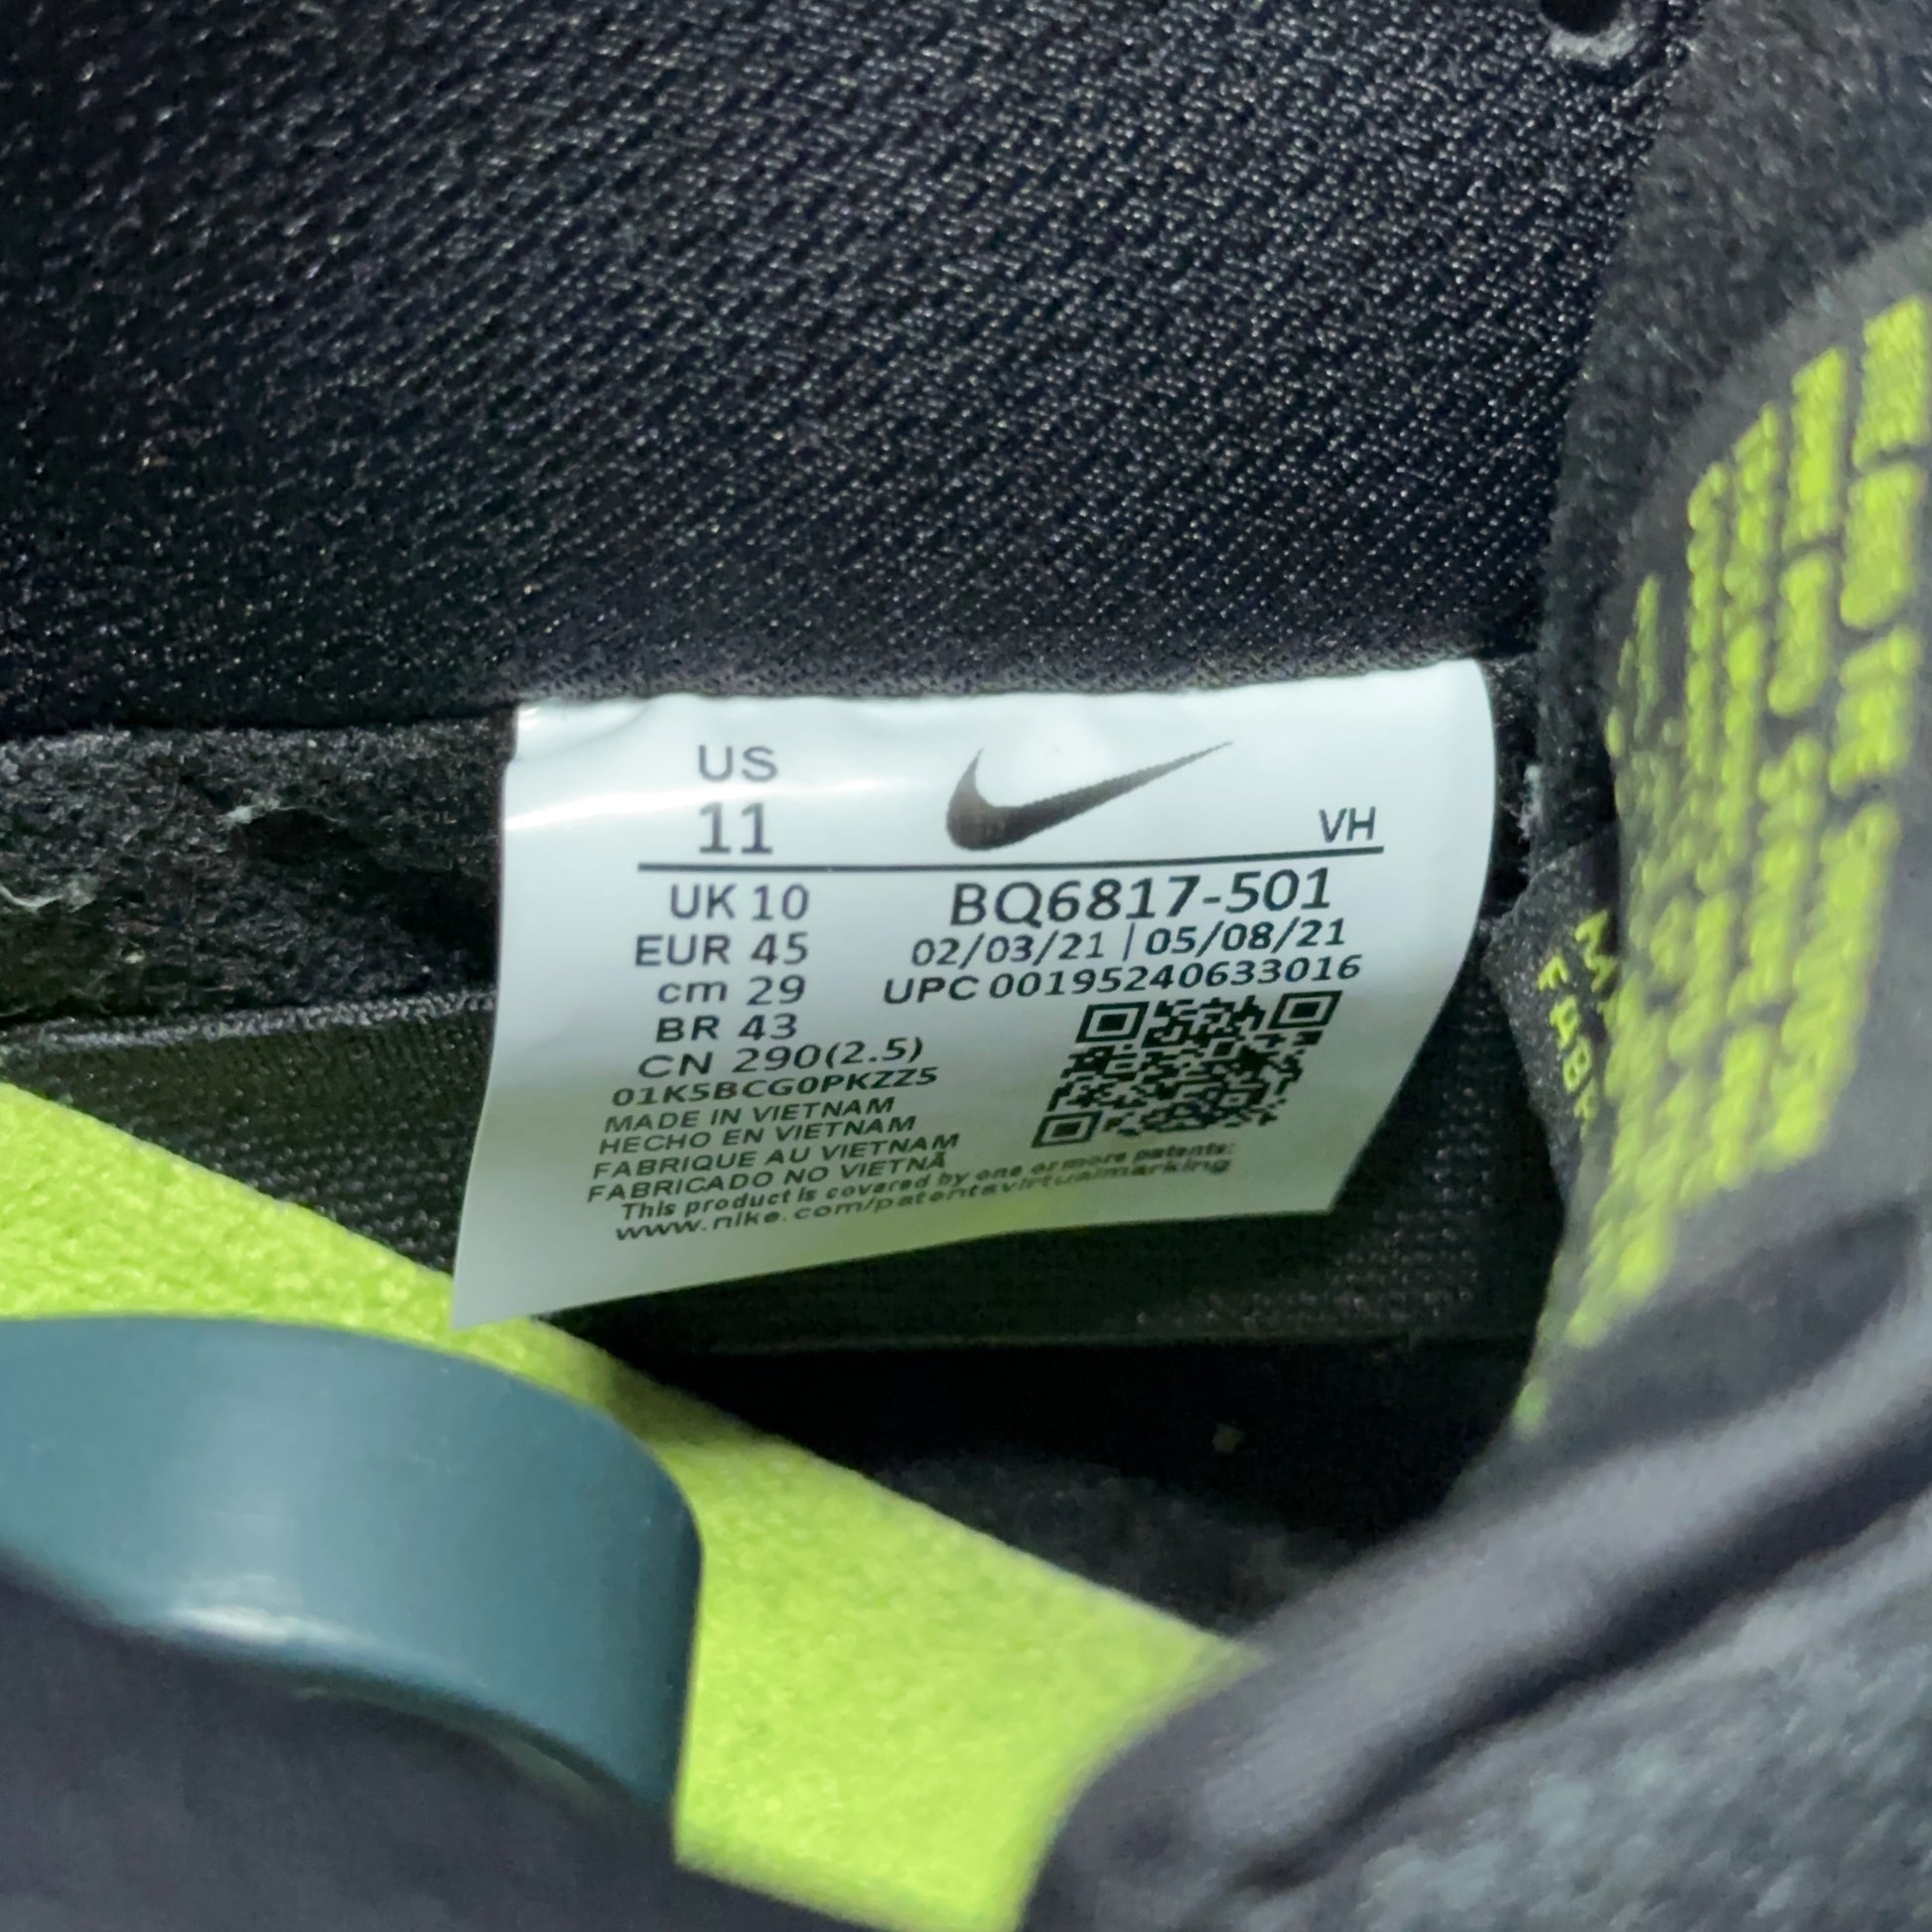 US
11
VH
UK 10
BQ6817-501
EUR 45
02/03/21 | 05/08/21
cm 29
UPC 00195240633016
BR 43
CN 290(2.5)
01K5BCG0PKZZ5
MADE IN VIETNAM
HECHO EN VIETNAM
FABRIQUE AU VIETNAM
FABRICADO NO VIETNÃ
This product is covered by one or more patents:
www.nike.com/patentsvirtualmarking